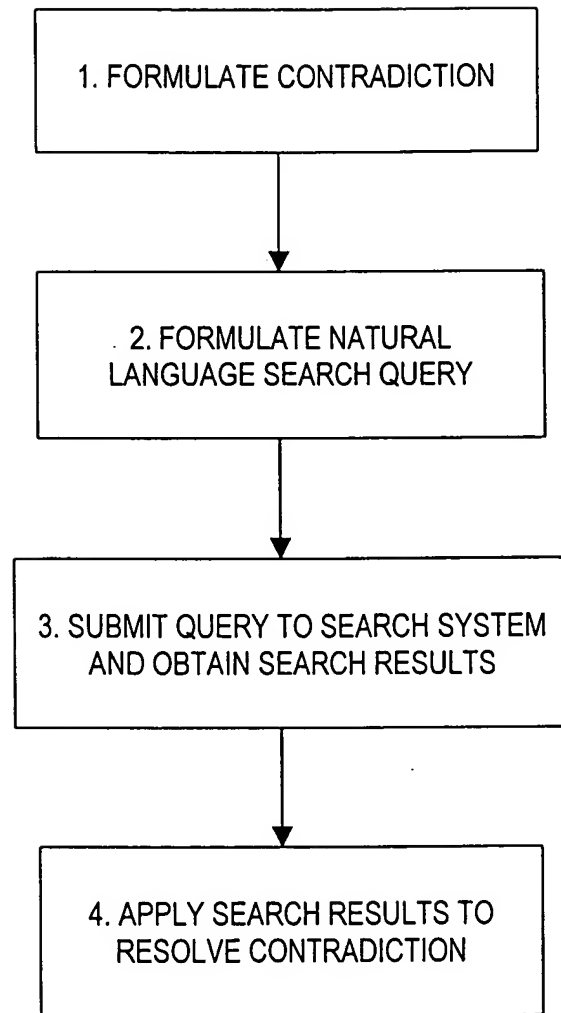 1. FORMULATE CONTRADICTION
2. FORMULATE NATURAL
LANGUAGE SEARCH QUERY
3. SUBMIT QUERY TO SEARCH SYSTEM
AND OBTAIN SEARCH RESULTS
4. APPLY SEARCH RESULTS TO
RESOLVE CONTRADICTION